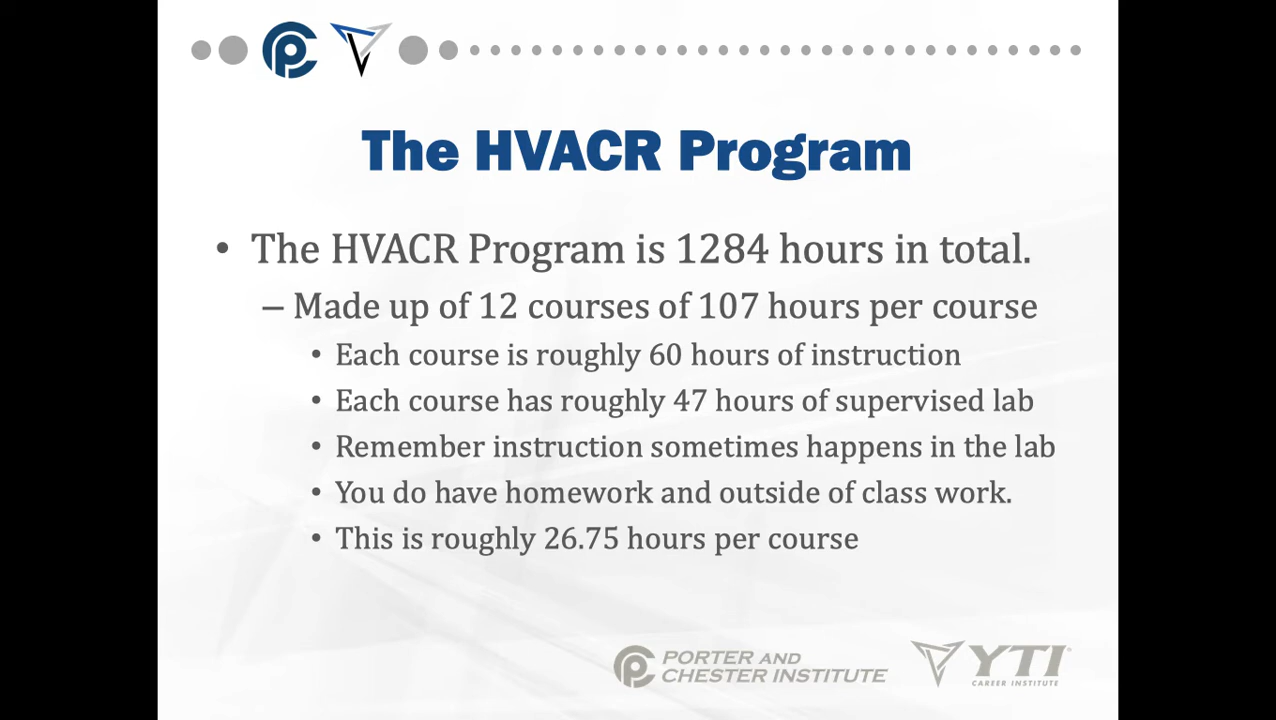 The HVACR Program
• The HVACR Program is 1284 hours in total.
– Made up of 12 courses of 107 hours per course
• Each course is roughly 60 hours of instruction
• Each course has roughly 47 hours of supervised lab
• Remember instruction sometimes happens in the lab
• You do have homework and outside of class work.
• This is roughly 26.75 hours per course
PORTER AND
CHESTER INSTITUTE
YTI
CAREER INSTITUTE